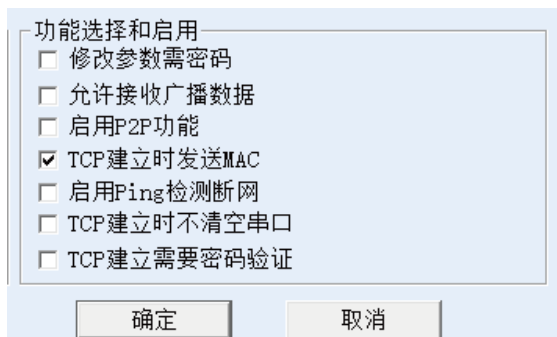 功能选择和启用
修改参数需密码
允许接收广播数据
启用P2P功能
TCP建立时发送MAC
启用Ping检测断网
TCP建立时不清空串口
TCP建立需要密码验证
确定 取消